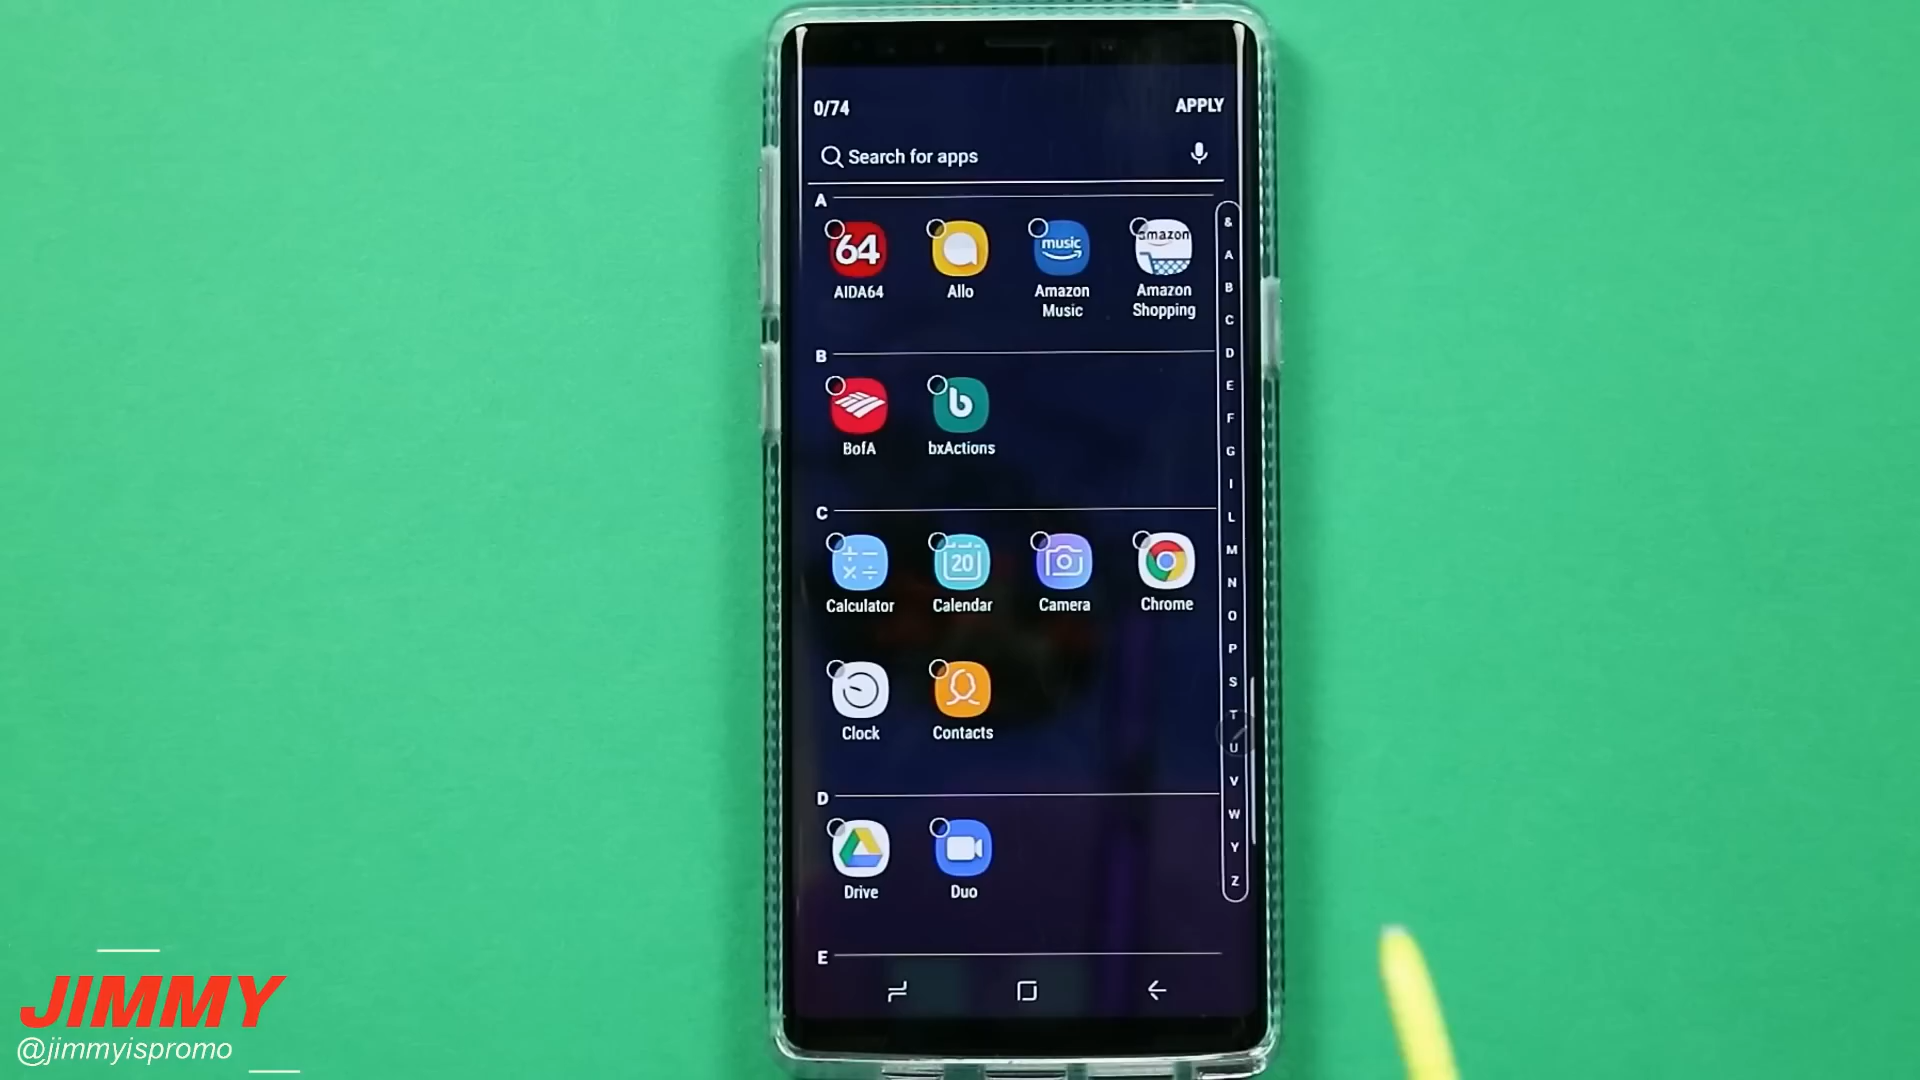 0/74
APPLY
Search for apps
A
64
music
amazon
AIDA64
Allo
Amazon
Music
Amazon
Shopping
B
b
BofA
bxActions
C
20
Calculator
Calendar
Camera
Chrome
Clock
Contacts
D
Drive
Duo
E
&
A
B
C
D
E
F
G
I
L
M
N
O
P
S
T
U
V
W
Y
Z
JIMMY
@jimmyispromo